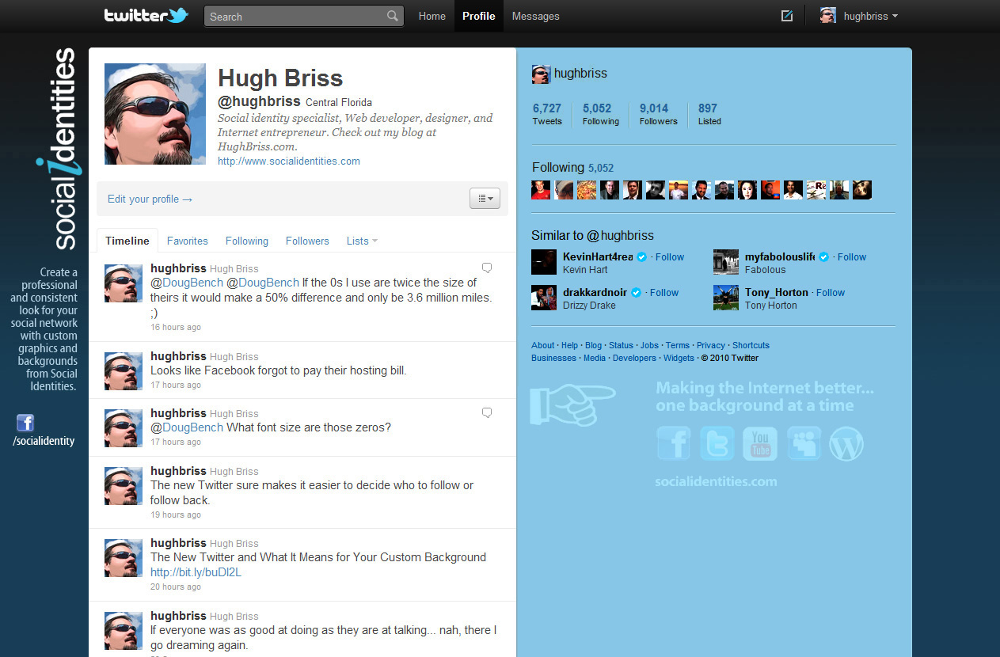 twitter
Search
Home
Profile
Messages
hughbriss
socialidentities
Create a
professional
and consistent
look for your
social network
with custom
graphics and
backgrounds
from Social
Identities.
/socialidentity
Hugh Briss
@hughbriss Central Florida
Social identity specialist, Web developer, designer, and
Internet entrepreneur. Check out my blog at
HughBriss.com.
http://www.socialidentities.com
Edit your profile →
Timeline Favorites Following Followers Lists
hughbriss Hugh Briss
@DougBench @DougBench If the 0s I use are twice the size of
theirs it would make a 50% difference and only be 3.6 million miles.
;)
16 hours ago
hughbriss Hugh Briss
Looks like Facebook forgot to pay their hosting bill.
17 hours ago
hughbriss Hugh Briss
@DougBench What font size are those zeros?
17 hours ago
hughbriss Hugh Briss
The new Twitter sure makes it easier to decide who to follow or
follow back.
19 hours ago
hughbriss Hugh Briss
The New Twitter and What It Means for Your Custom Background
http://bit.ly/buDI2L
20 hours ago
hughbriss Hugh Briss
If everyone was as good at doing as they are at talking... nah, there I
go dreaming again.
hughbriss
6,727 5,052 9,014 897
Tweets Following Followers Listed
Following 5,052
Re
Similar to @hughbriss
KevinHart4rea · Follow
Kevin Hart
myfabolouslife · Follow
Fabolous
drakkardnoir · Follow
Drizzy Drake
Tony_Horton · Follow
Tony Horton
About · Help · Blog · Status · Jobs · Terms · Privacy · Shortcuts
Businesses · Media · Developers · Widgets · © 2010 Twitter
Making the Internet better...
one background at a time
You
Tube
socialidentities.com